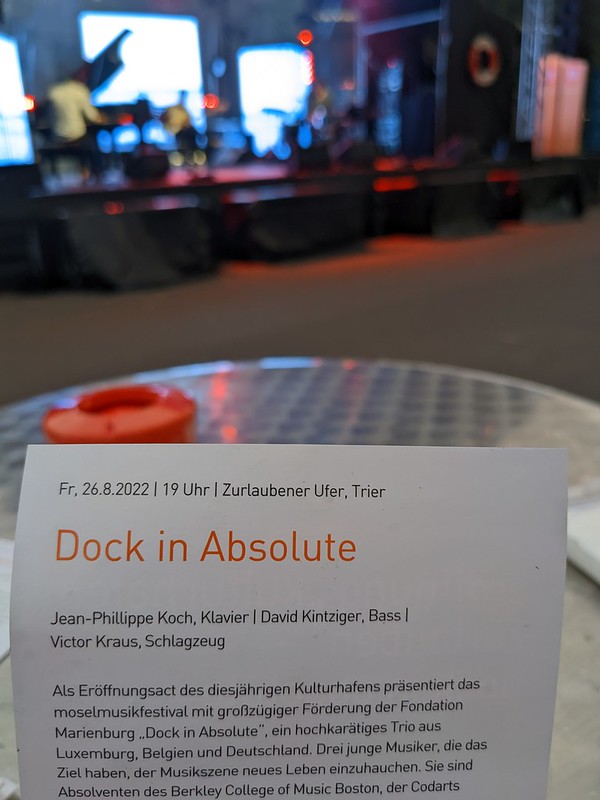 Fr, 26.8.2022 | 19 Uhr | Zurlaubener Ufer, Trier
Dock in Absolute
Jean-Phillippe Koch, Klavier | David Kintziger, Bass |
Victor Kraus, Schlagzeug
Als Eröffnungsact des diesjährigen Kulturhafens präsentiert das
moselmusikfestival mit großzügiger Förderung der Fondation
Marienburg „Dock in Absolute“, ein hochkarätiges Trio aus
Luxemburg, Belgien und Deutschland. Drei junge Musiker, die das
Ziel haben, der Musikszene neues Leben einzuhauchen. Sie sind
Absolventen des Berkley College of Music Boston, der Codarts